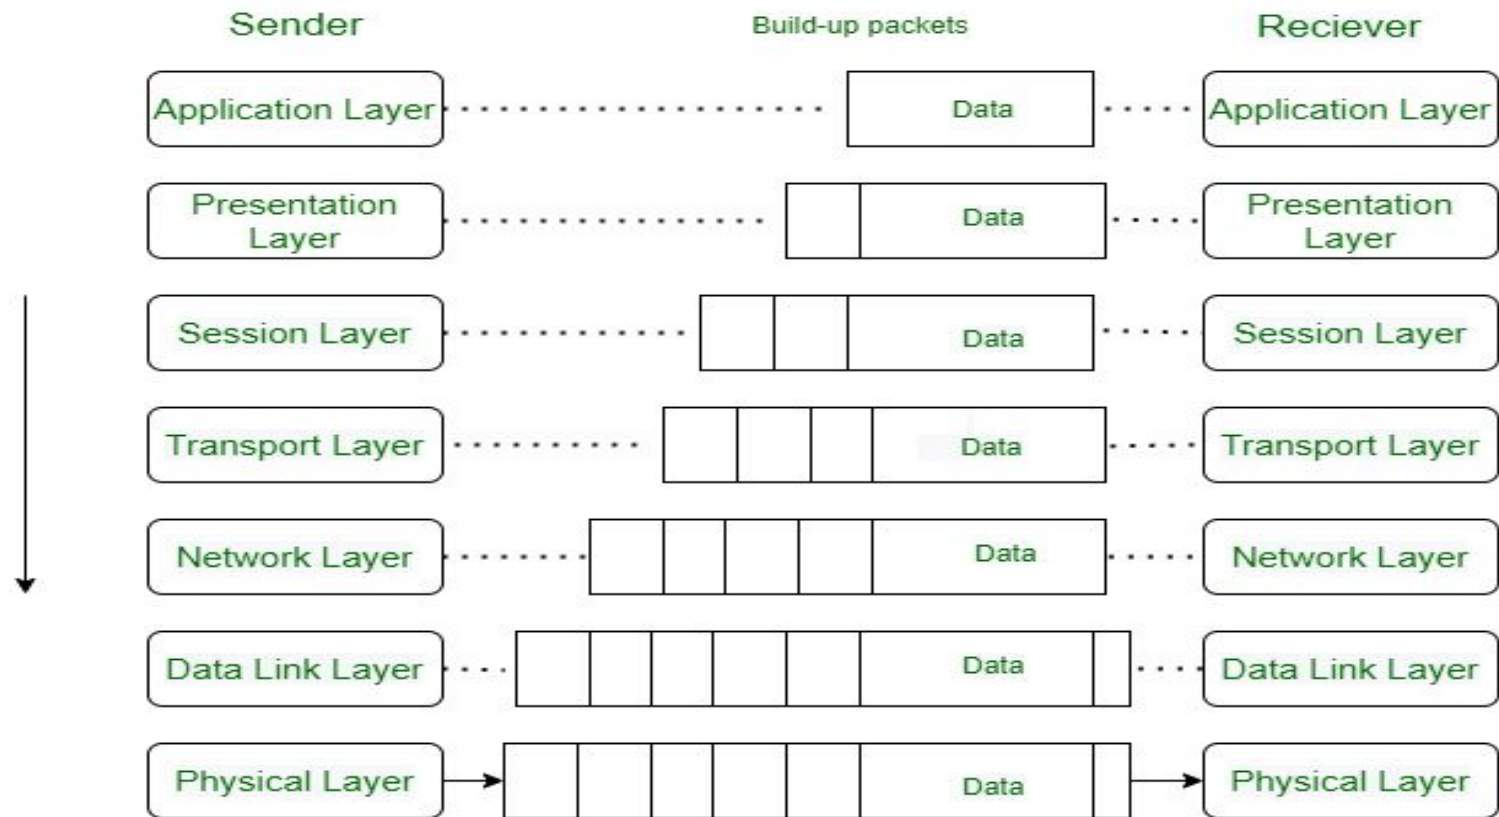 Sender
Build-up packets
Reciever
Application Layer
Data
Application Layer
Presentation
Layer
Data
Presentation
Layer
Session Layer
Data
Session Layer
Transport Layer
Data
Transport Layer
Network Layer
Data
Network Layer
Data Link Layer
Data
Data Link Layer
Physical Layer
Data
Physical Layer